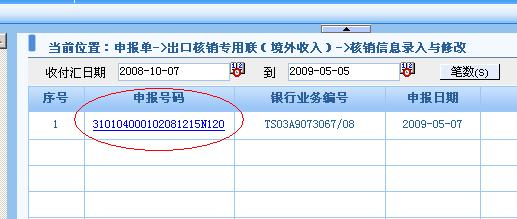 当前位置：申报单->出口核销专用联（境外收入）->核销信息录入与修改
收付汇日期 2008-10-07 到 2009-05-05 笔数(S)
序号 申报号码 银行业务编号 申报日期
1 310104000102081215N120 TS03A9073067/08 2009-05-07